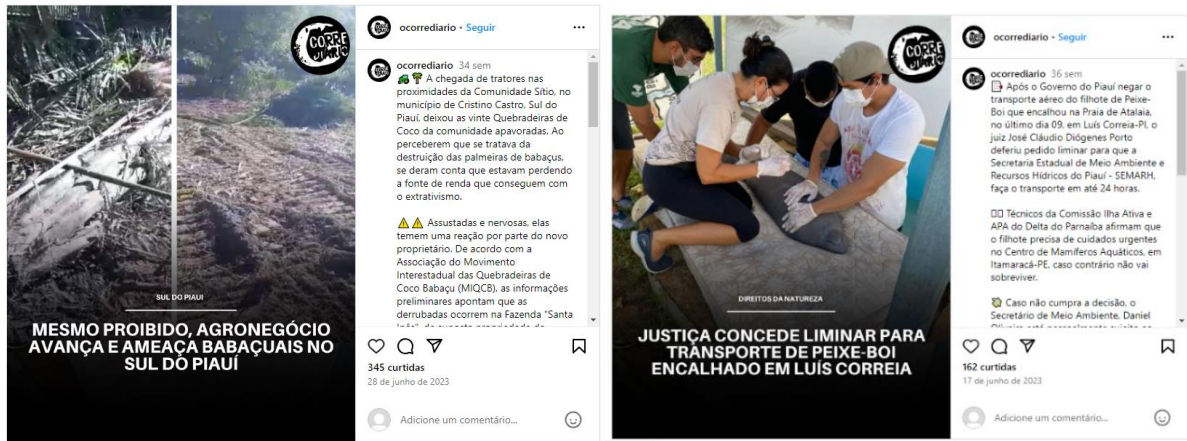 CORRE
DIÁRIO
SUL DO PIAUI
MESMO PROIBIDO, AGRONEGÓCIO
AVANÇA E AMEAÇA BABAÇUAIS NO
SUL DO PIAUÍ
ocorrediario • Seguir
ocorrediario 34 sem
A chegada de tratores nas
proximidades da Comunidade Sítio, no
município de Cristino Castro, Sul do
Piauí, deixou as vinte Quebradeiras de
Coco da comunidade apavoradas. Ao
perceberem que se tratava da
destruição das palmeiras de babaçus,
se deram conta que estavam perdendo
a fonte de renda que conseguem com
o extrativismo.
Assustadas e nervosas, elas
temem uma reação por parte do novo
proprietário. De acordo com a
Associação do Movimento
Interestadual das Quebradeiras de
Coco Babaçu (MIQCB), as informações
preliminares apontam que as
derrubadas ocorrem na Fazenda "Santa
345 curtidas
28 de junho de 2023
Adicione um comentário...
CORRE
DIÁRIO
DIREITOS DA NATUREZA
JUSTIÇA CONCEDE LIMINAR PARA
TRANSPORTE DE PEIXE-BOI
ENCALHADO EM LUÍS CORREIA
ocorrediario • Seguir
ocorrediario 36 sem
Após o Governo do Piauí negar o
transporte aéreo do filhote de Peixe-
Boi que encalhou na Praia de Atalaia,
no último dia 09, em Luís Correia-PI, o
juiz José Cláudio Diógenes Porto
deferiu pedido liminar para que a
Secretaria Estadual de Meio Ambiente e
Recursos Hídricos do Piauí - SEMARH,
faça o transporte em até 24 horas.
Técnicos da Comissão Ilha Ativa e
APA do Delta do Parnaíba afirmam que
o filhote precisa de cuidados urgentes
no Centro de Mamíferos Aquáticos, em
Itamaracá-PE, caso contrário não vai
sobreviver.
Caso não cumpra a decisão, o
Secretário de Meio Ambiente, Daniel
162 curtidas
17 de junho de 2023
Adicione um comentário...